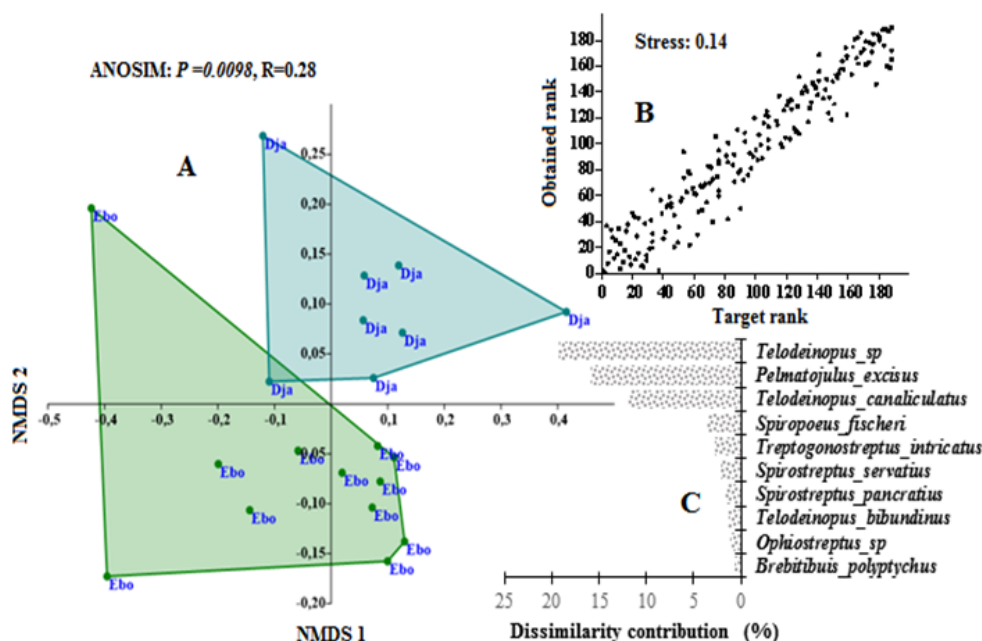 ANOSIM: P =0.0098, R=0.28
A
NMDS 2
NMDS 1
0,25
0,20
0,15
0,10
0,05
-0,05
-0,10
-0,15
-0,20
-0,5
-0,4
-0,3
-0,2
-0,1
0,1
0,2
0,3
0,4
Dja
Dja
Dja
Dja
Dja
Dja
Dja
Dja
Ebo
Ebo
Ebo
Ebo
Ebo
Ebo
Ebo
Ebo
Ebo
Ebo
Ebo
Ebo
Stress: 0.14
B
Obtained rank
180
160
140
120
100
80
60
40
20
0
0 20 40 60 80 100 120 140 160 180
Target rank
C
Telodeinopus_sp
Pelmatojulus_excisus
Telodeinopus_canaliculatus
Spiropoeus_fischeri
Treptogonostreptus_intricatus
Spirostreptus_servatius
Spirostreptus_pancratius
Telodeinopus_bibundinus
Ophiostreptus_sp
Brebitibuis_polyptychus
25 20 15 10 5 0
Dissimilarity contribution (%)